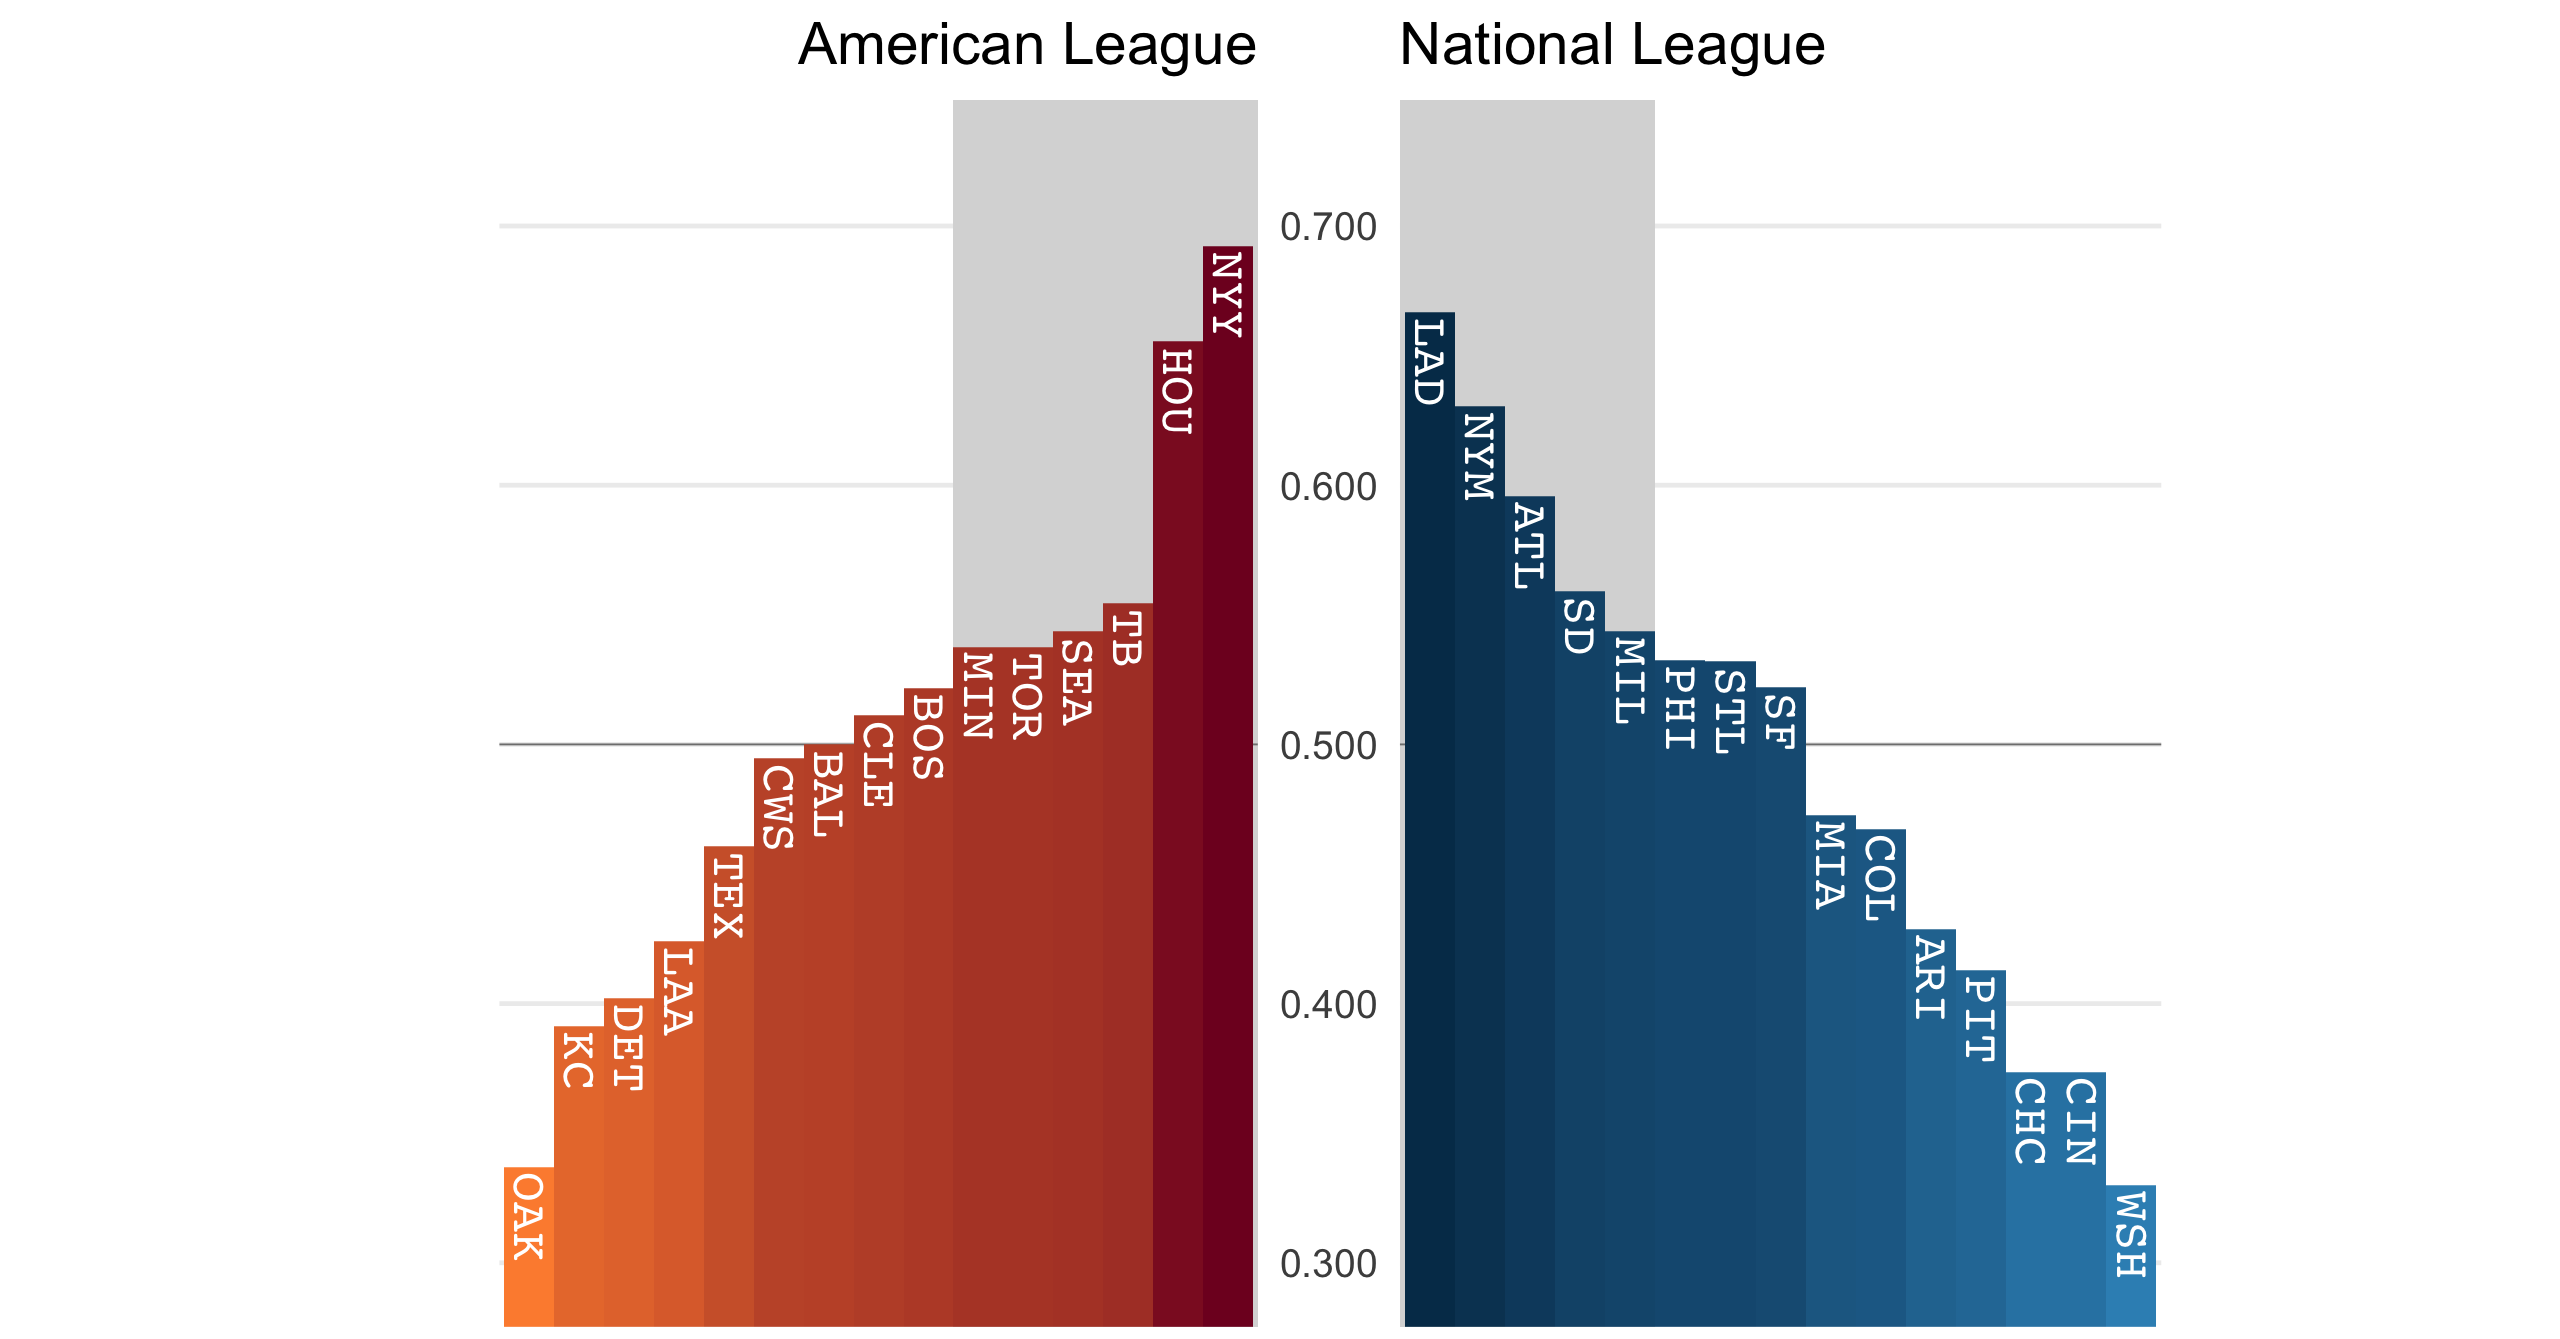 American League
National League
0.700
0.600
0.500
0.400
0.300
OAK
KC
DET
LAA
TEX
CWS
BAL
CLE
BOS
MIN
TOR
SEA
TB
HOU
NYY
LAD
NYM
ATL
SD
MIL
PHI
STL
SF
MIA
COL
ARI
PIT
CHC
CIN
WSH